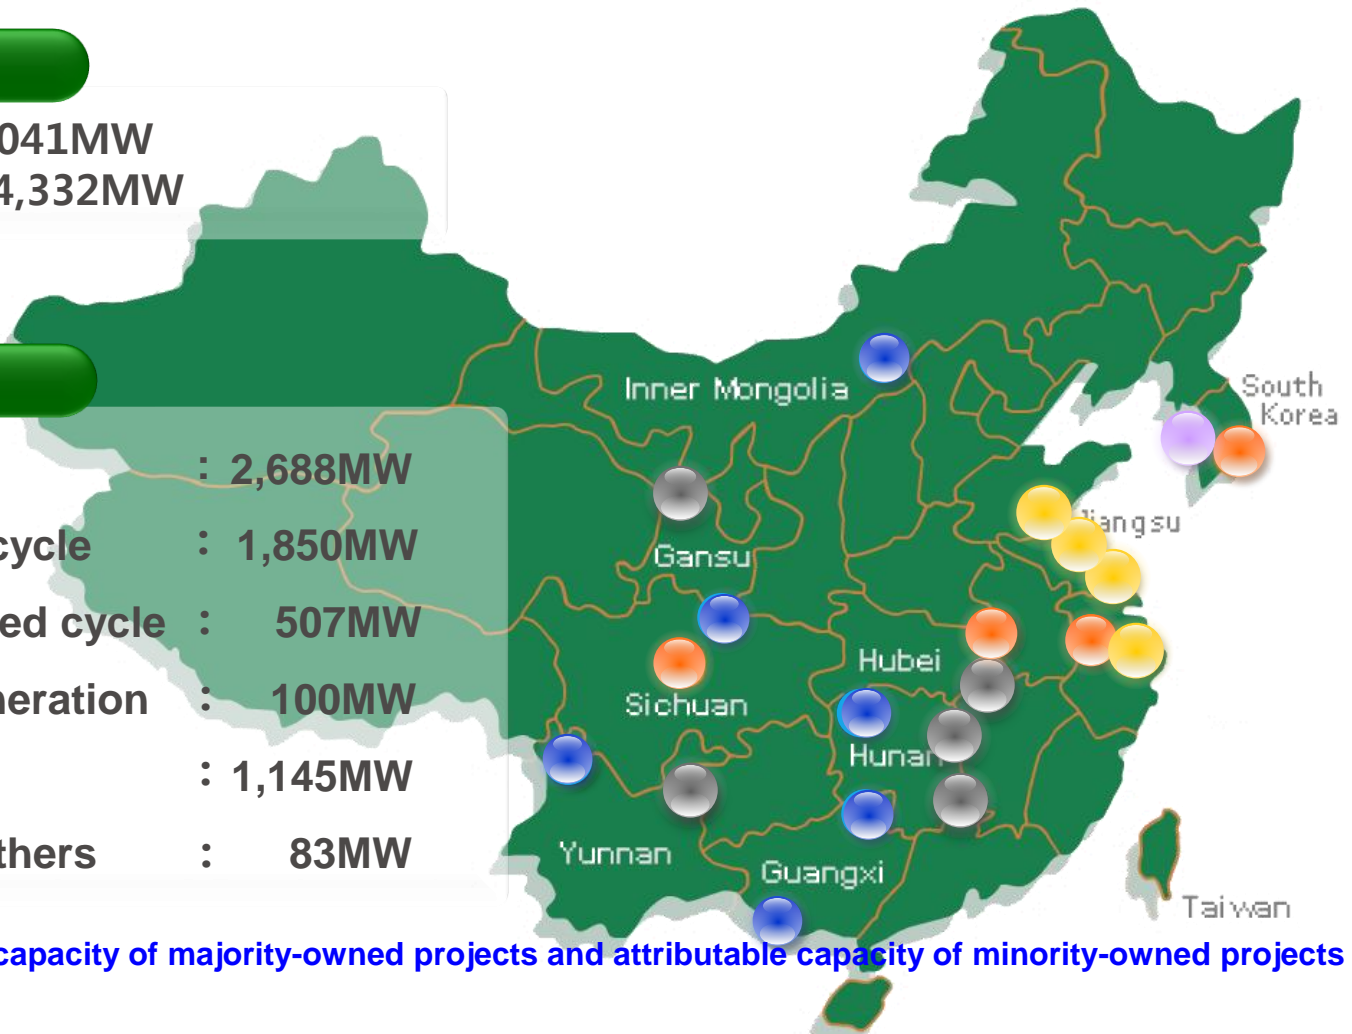 041MW
4,332MW
: 2,688MW
cycle : 1,850MW
ed cycle : 507MW
neration : 100MW
: 1,145MW
thers : 83MW
Inner Mongolia
South
Korea
Jiangsu
Gansu
Hubei
Sichuan
Hunan
Yunnan
Guangxi
Taiwan
capacity of majority-owned projects and attributable capacity of minority-owned projects